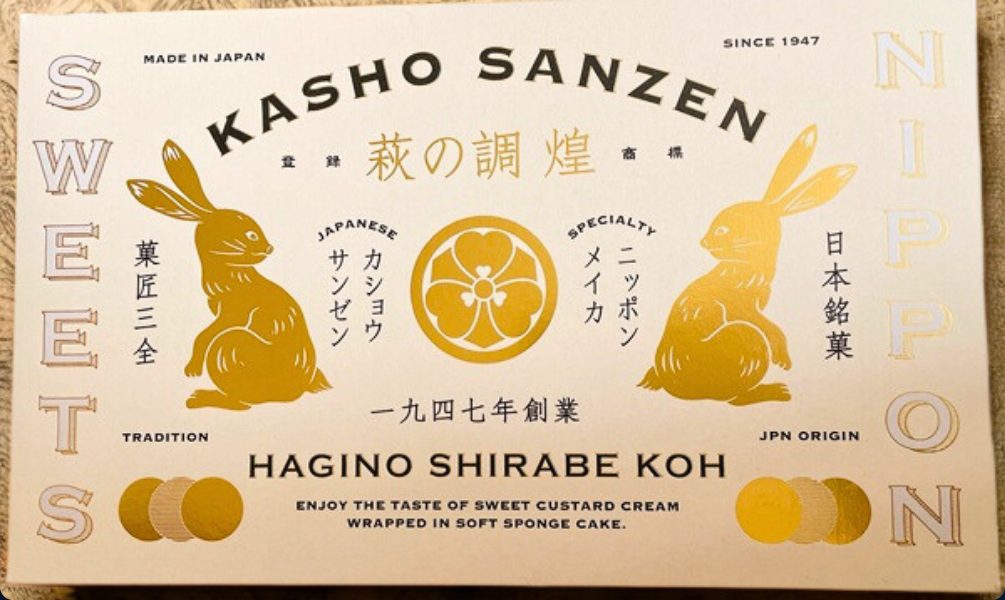 MADE IN JAPAN
SINCE 1947
KASHO SANZEN
登録 萩の調 煌 商標
SWEETS
NIPPON
菓匠三全
JAPANESE
カショウ
サンゼン
SPECIALTY
ニッポン
メイカ
日本銘菓
一九四七年創業
TRADITION
JPN ORIGIN
HAGINO SHIRABE KOH
ENJOY THE TASTE OF SWEET CUSTARD CREAM
WRAPPED IN SOFT SPONGE CAKE.